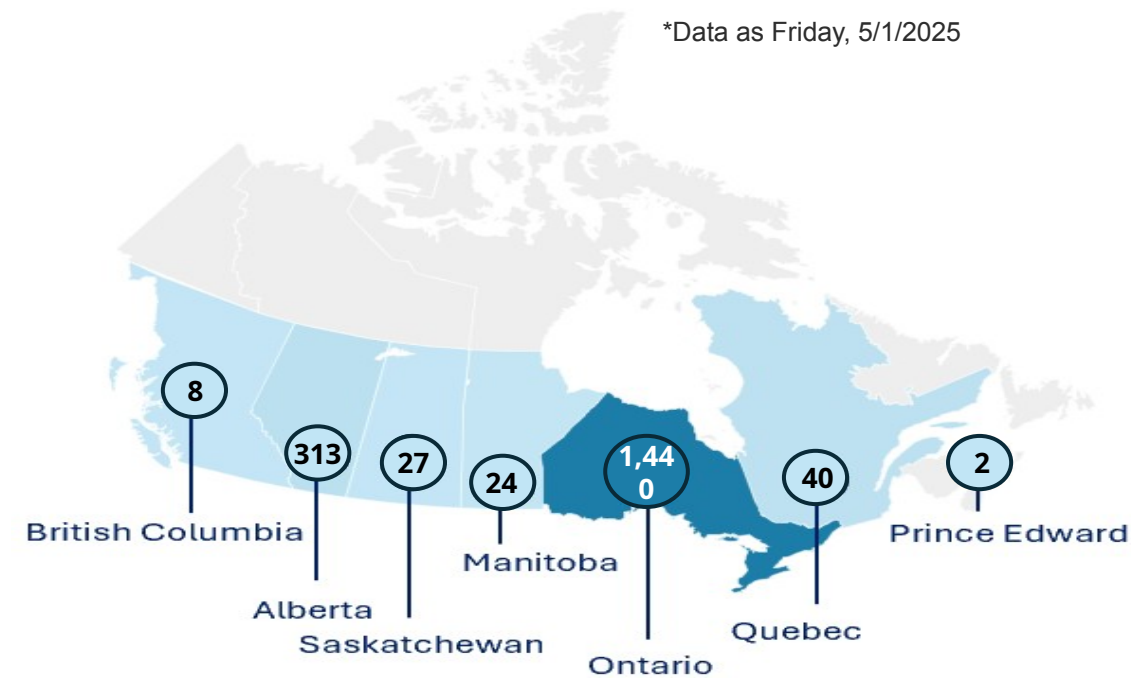 *Data as Friday, 5/1/2025
8
313
27
24
1,44
0
40
2
British Columbia
Prince Edward
Manitoba
Alberta
Quebec
Saskatchewan
Ontario